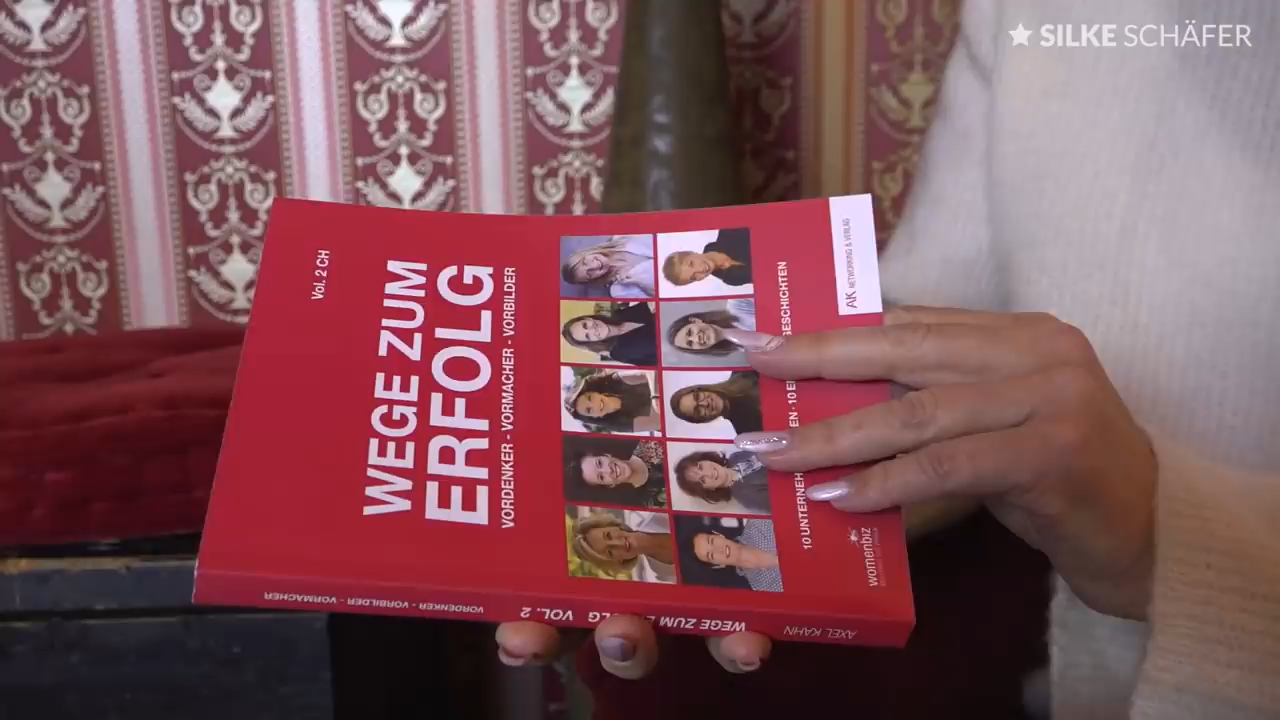 SILKE SCHÄFER
Vol. 2 CH
WEGE ZUM
ERFOLG
VORDENKER - VORMACHER - VORBILDER
10 UNTERNEH
EN · 10 E
GESCHICHTEN
womenbiz
AK NETWORKING & VERLAG
AXEL KAHN
WEGE ZUM E LG VOL. 2
VORDENKER - VORBILDER - VORMACHER